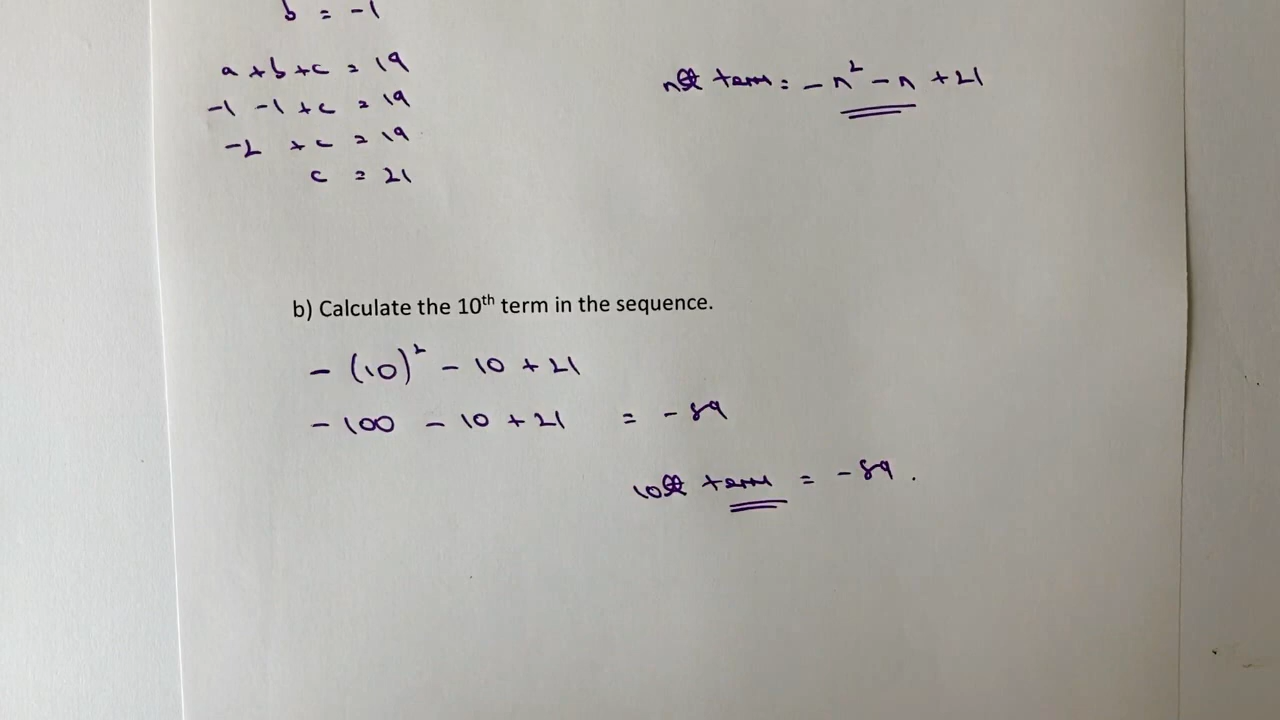 b = -1
a + b + c = 19
-1 -1 + c = 19
-2 + c = 19
c = 21
nth term = -n² - n + 21
b) Calculate the 10th term in the sequence.
- (10)² - 10 + 21
- 100 - 10 + 21 = - 89
10th term = - 89 .